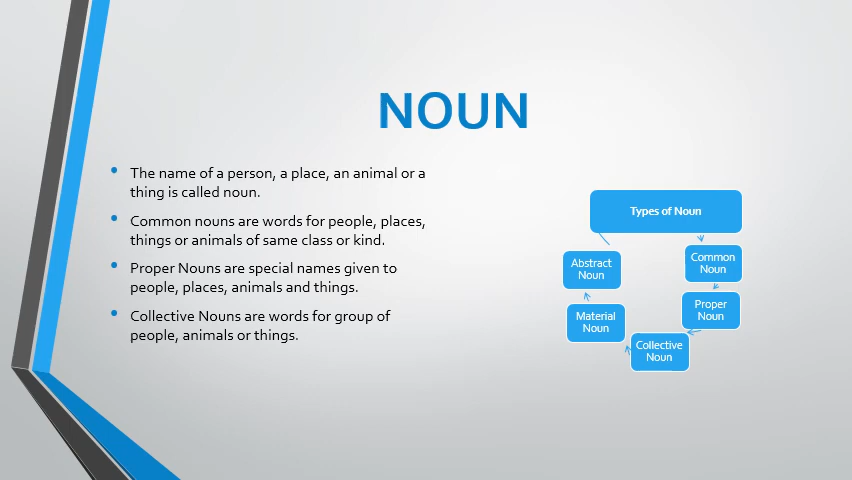 NOUN
• The name of a person, a place, an animal or a
thing is called noun.
• Common nouns are words for people, places,
things or animals of same class or kind.
• Proper Nouns are special names given to
people, places, animals and things.
• Collective Nouns are words for group of
people, animals or things.
Types of Noun
Common
Noun
Proper
Noun
Collective
Noun
Material
Noun
Abstract
Noun